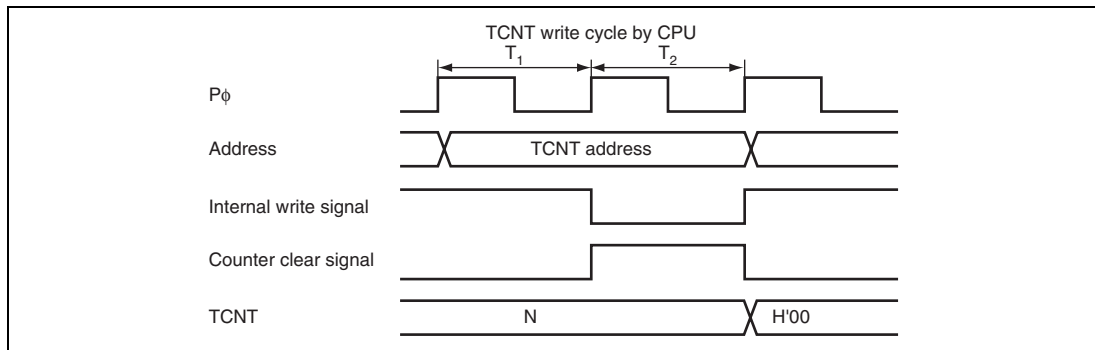 TCNT write cycle by CPU
T1 T2
Pφ
Address TCNT address
Internal write signal
Counter clear signal
TCNT N H'00